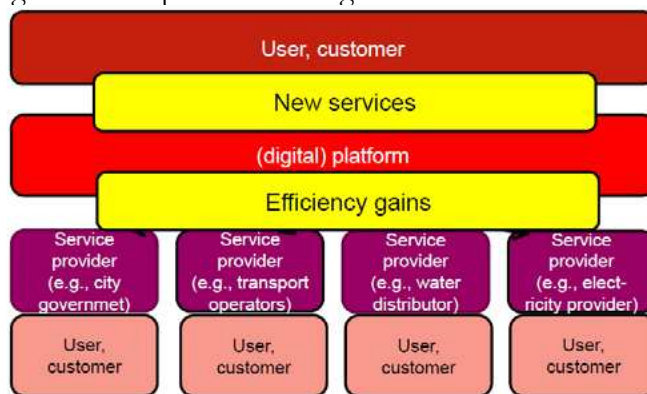 User, customer
New services
(digital) platform
Efficiency gains
Service
provider
(e.g., city
governmet)
Service
provider
(e.g., transport
operators)
Service
provider
(e.g., water
distributor)
Service
provider
(e.g., elect-
ricity provider)
User,
customer
User,
customer
User,
customer
User,
customer